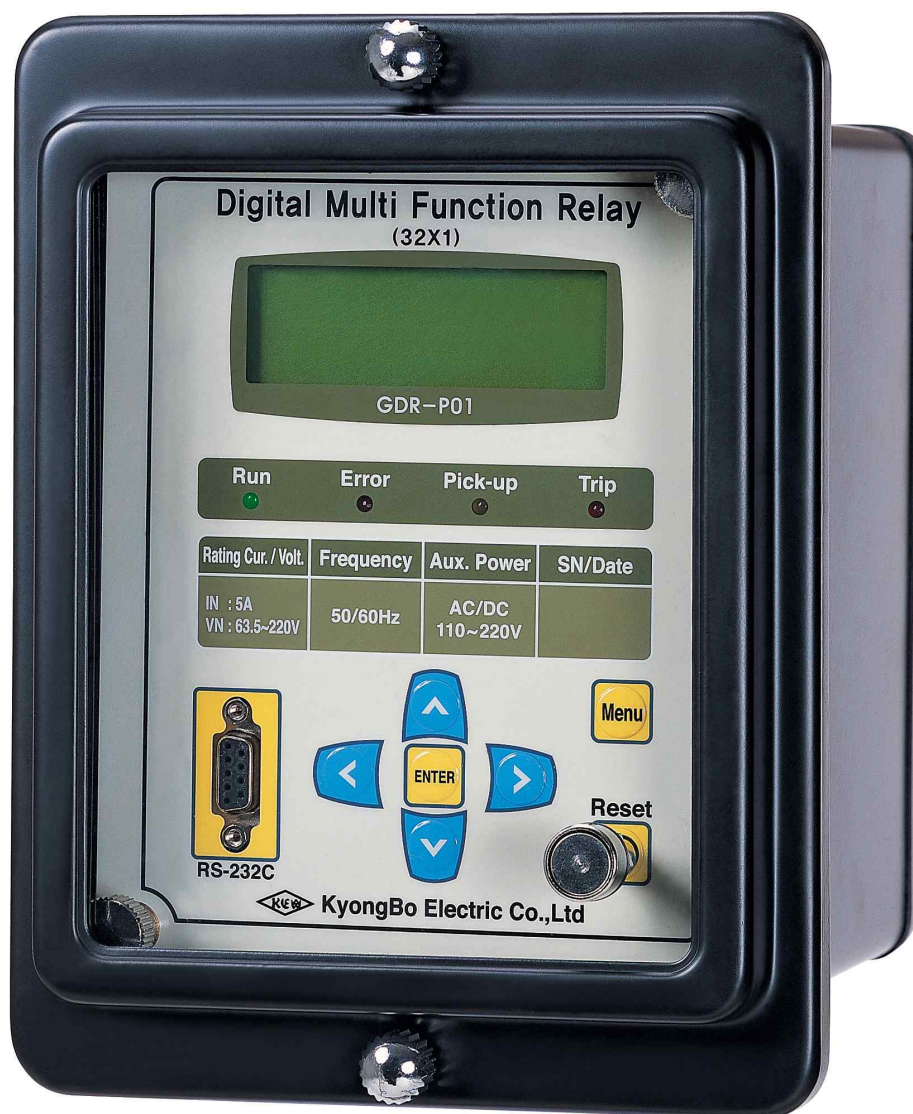 Digital Multi Function Relay
(32X1)
GDR-P01
Run Error Pick-up Trip
Rating Cur. / Volt. Frequency Aux. Power SN/Date
IN : 5A
VN : 63.5~220V
50/60Hz
AC/DC
110~220V
Menu
ENTER
Reset
RS-232C
KyongBo Electric Co.,Ltd